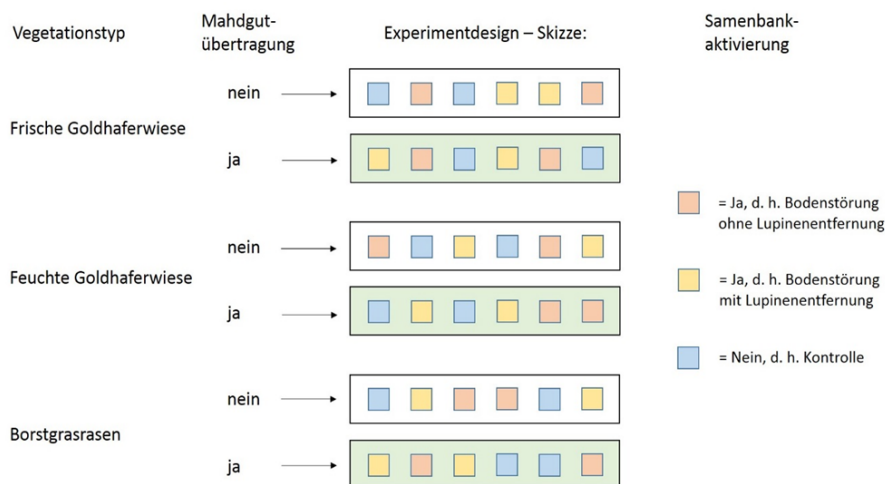 Vegetationstyp
Mahdgut-
übertragung
Experimentdesign – Skizze:
Samenbank-
aktivierung
nein
Frische Goldhaferwiese
ja
nein
Feuchte Goldhaferwiese
ja
nein
Borstgrasrasen
ja
= Ja, d. h. Bodenstörung
ohne Lupinenentfernung
= Ja, d. h. Bodenstörung
mit Lupinenentfernung
= Nein, d. h. Kontrolle